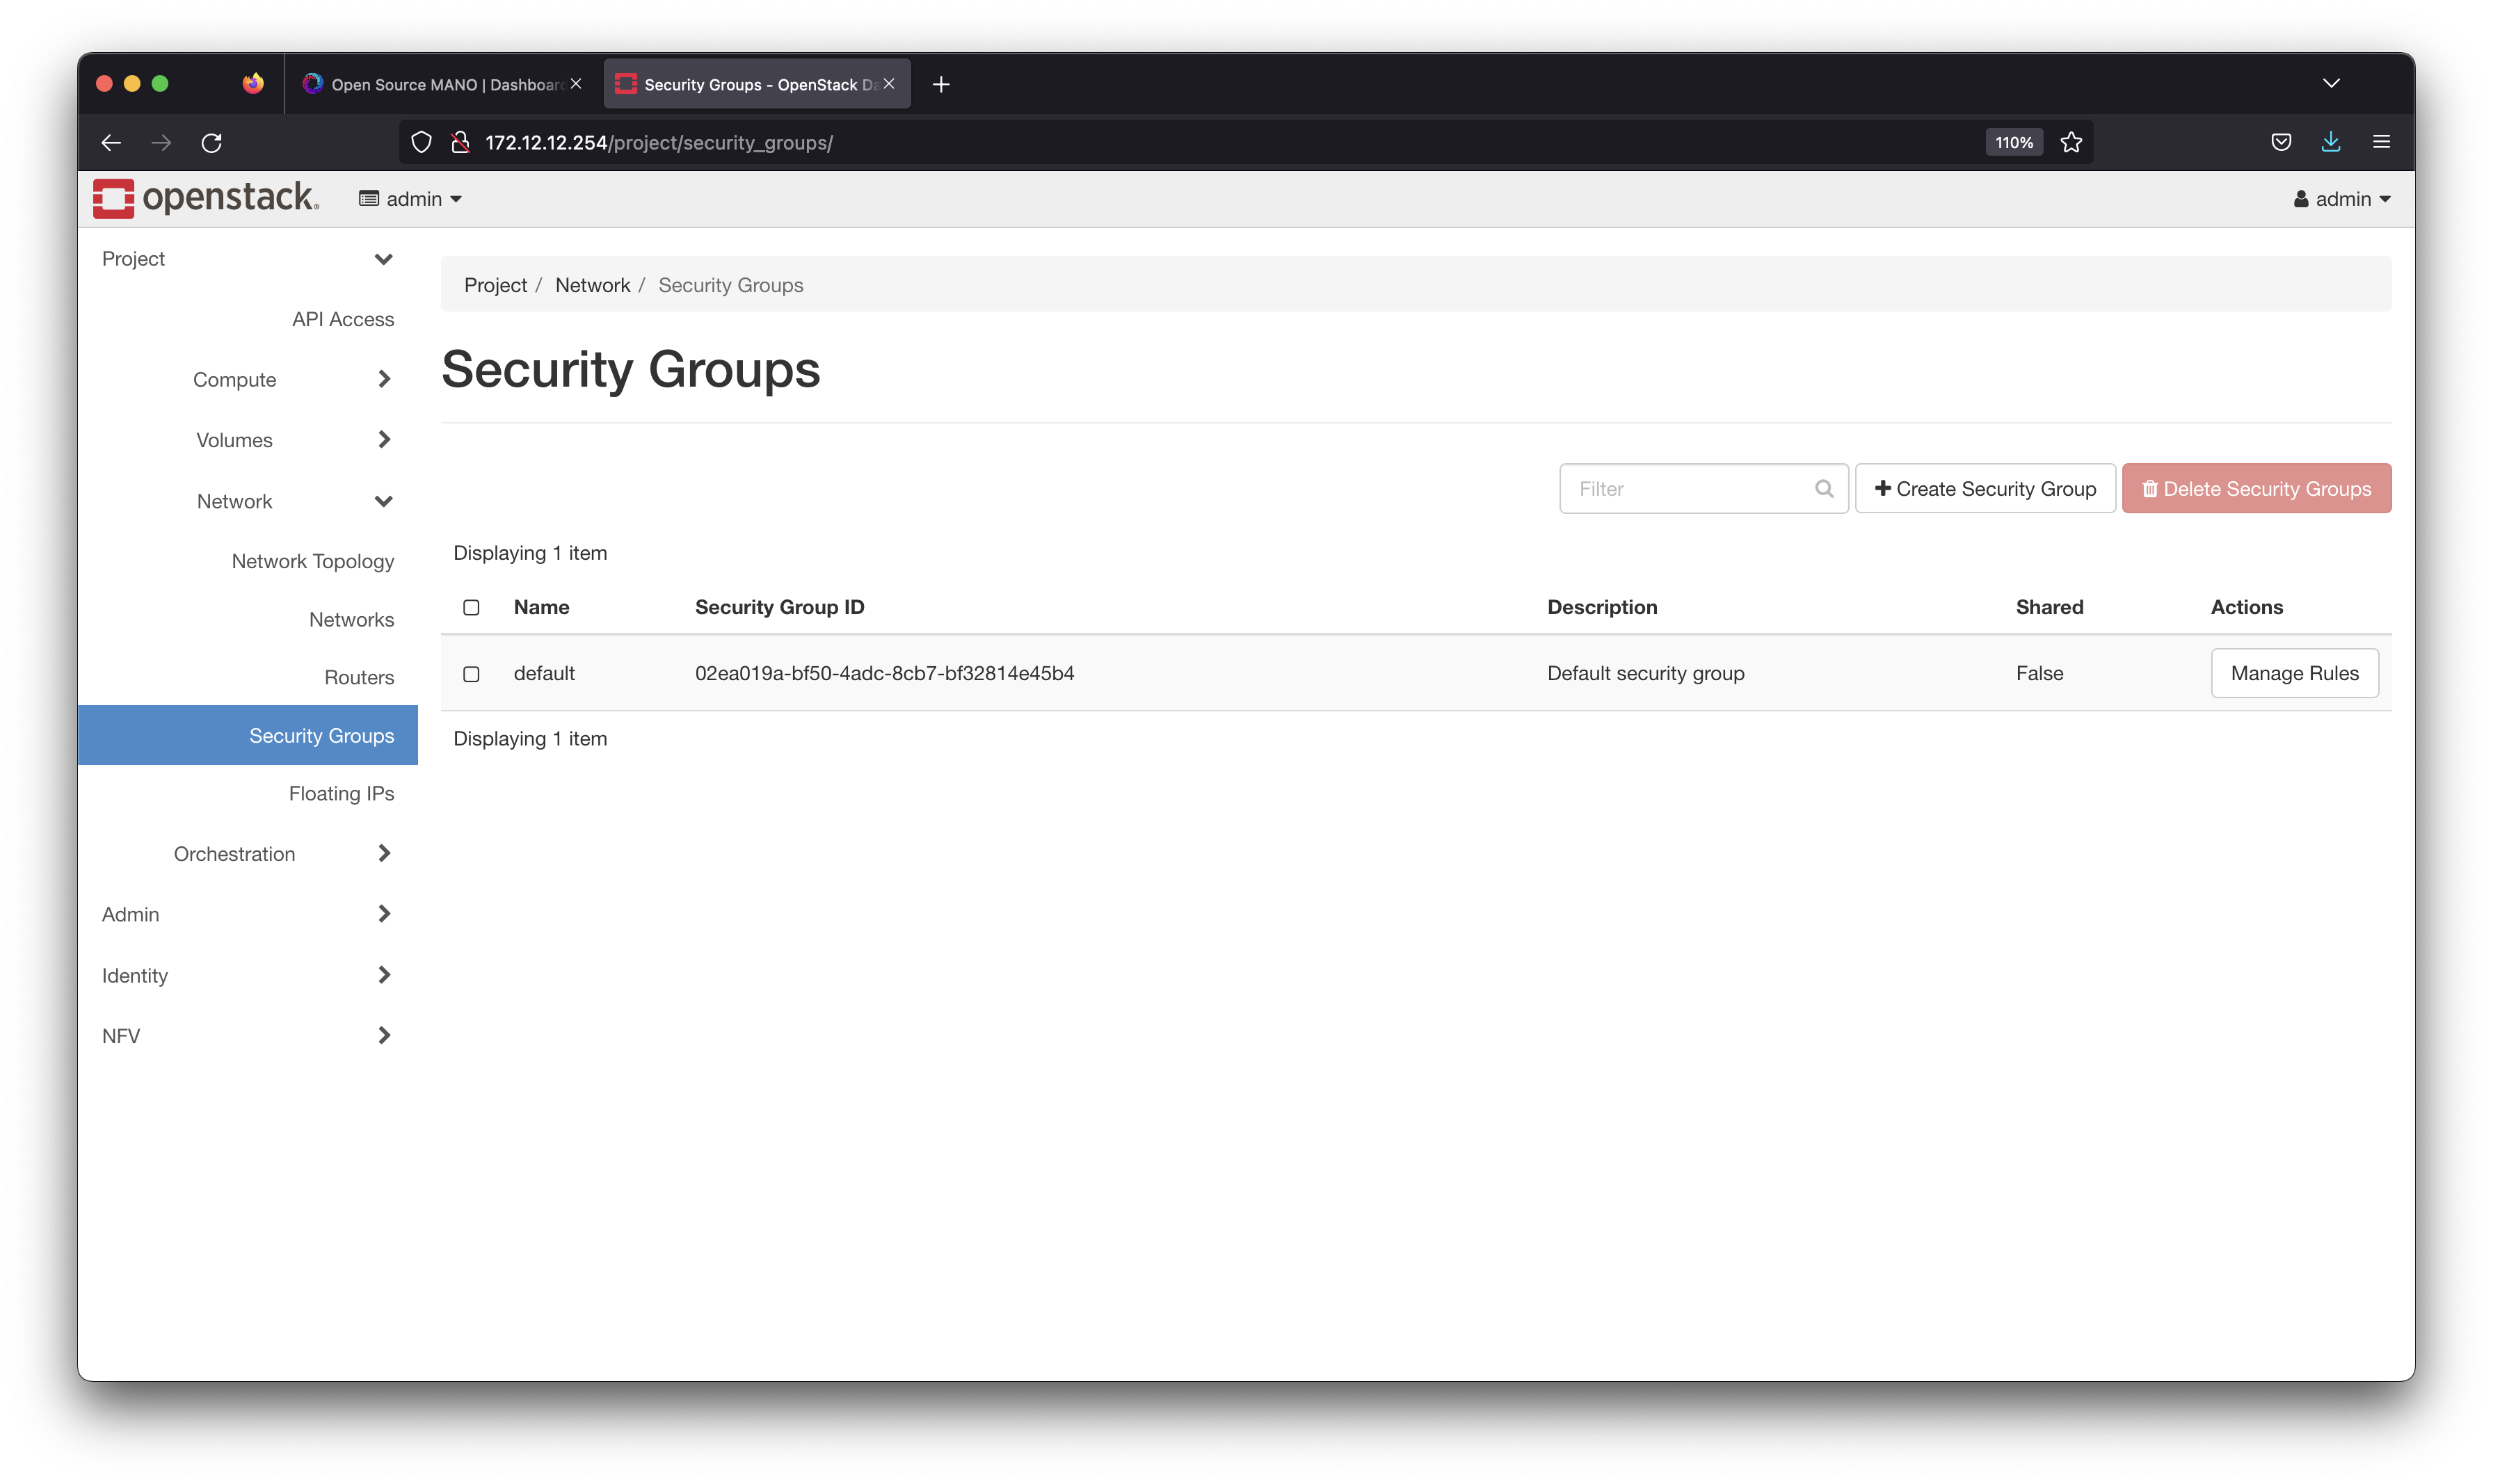 Open Source MANO | Dashboard
Security Groups - OpenStack Da
172.12.12.254/project/security_groups/
110%
openstack.
admin
admin
Project
API Access
Compute
Volumes
Network
Network Topology
Networks
Routers
Security Groups
Floating IPs
Orchestration
Admin
Identity
NFV
Project / Network / Security Groups
Security Groups
Filter
Create Security Group
Delete Security Groups
Displaying 1 item
Name Security Group ID Description Shared Actions
default 02ea019a-bf50-4adc-8cb7-bf32814e45b4 Default security group False Manage Rules
Displaying 1 item